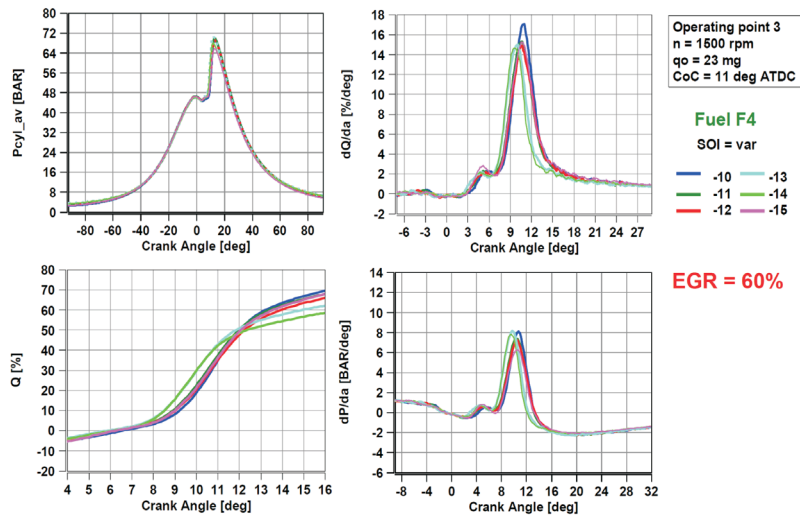 80
72
64
56
48
40
32
24
16
8
0
Pcyl_av [BAR]
-80 -60 -40 -20 0 20 40 60 80
Crank Angle [deg]
18
16
14
12
10
8
6
4
2
0
-2
dQ/da [%/deg]
-6 -3 0 3 6 9 12 15 18 21 24 27
Crank Angle [deg]
Operating point 3
n = 1500 rpm
qo = 23 mg
CoC = 11 deg ATDC
Fuel F4
SOI = var
-10 -13
-11 -14
-12 -15
EGR = 60%
80
70
60
50
40
30
20
10
0
-10
-20
Q [%]
4 5 6 7 8 9 10 11 12 13 14 15 16
Crank Angle [deg]
14
12
10
8
6
4
2
0
-2
-4
-6
dP/da [BAR/deg]
-8 -4 0 4 8 12 16 20 24 28 32
Crank Angle [deg]